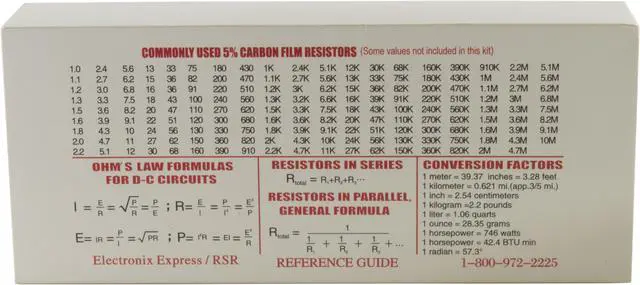 COMMONLY USED 5% CARBON FILM RESISTORS (Some values not included in this kit)
1.0 2.4 5.6 13 33 75 180 430 1K 2.4K 5.1K 12K 30K 68K 160K 390K 910K 2.2M 5.1M
1.1 2.7 6.2 15 36 82 200 470 1.1K 2.7K 5.6K 13K 33K 75K 180K 430K 1M 2.4M 5.6M
1.2 3.0 6.8 16 36 91 220 510 1.2K 3K 6.2K 15K 36K 82K 200K 470K 1.1M 2.7M 6.2M
1.3 3.3 7.5 18 43 100 240 560 1.3K 3.2K 6.6K 16K 39K 91K 220K 510K 1.2M 3M 6.8M
1.5 3.6 8.2 20 47 110 270 620 1.5K 3.3K 7.5K 18K 43K 100K 240K 560K 1.3M 3.3M 7.5M
1.6 3.9 9.1 22 51 120 300 680 1.6K 3.6K 8.2K 20K 47K 110K 270K 620K 1.5M 3.6M 8.2M
1.8 4.3 10 24 56 130 330 750 1.8K 3.9K 9.1K 22K 51K 120K 300K 680K 1.6M 3.9M 9.1M
2.0 4.7 11 27 62 150 360 820 2K 4.3K 10K 24K 56K 130K 330K 750K 1.8M 4.3M 10M
2.2 5.1 12 30 68 160 390 910 2.2K 4.7K 11K 27K 62K 150K 360K 820K 2M 4.7M
OHM'S LAW FORMULAS
FOR D-C CIRCUITS
I = E/R = √P/R = P/E ; R = E/I = P/I² = E²/P
E = IR = P/I = √PR ; P = I²R = EI = E²/R
Electronix Express / RSR
RESISTORS IN SERIES
Rtotal = R1+R2+R3...
RESISTORS IN PARALLEL,
GENERAL FORMULA
Rtotal = 1 / (1/R1 + 1/R2 + 1/R3 + ...
REFERENCE GUIDE
CONVERSION FACTORS
1 meter = 39.37 inches = 3.28 feet
1 kilometer = 0.621 mi.(app.3/5 mi.)
1 inch = 2.54 centimeters
1 kilogram =2.2 pounds
1 liter = 1.06 quarts
1 ounce = 28.35 grams
1 horsepower = 746 watts
1 horsepower = 42.4 BTU min
1 radian = 57.3°
1-800-972-2225